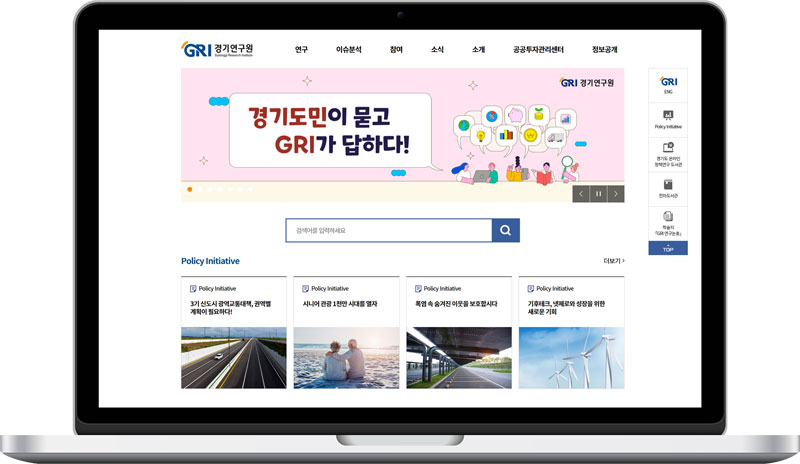 GRI 경기연구원
Gyeonggi Research Institute
연구 이슈분석 참여 소식 소개 공공투자관리센터 정보공개
GRI 경기연구원
경기도민이 묻고
GRI가 답하다!
GRI
ENG
Policy Initiative
경기도 온라인
정책연구 도서관
전자도서관
학술지
「GRI 연구논총」
TOP
검색어를 입력하세요
Policy Initiative
더보기 >
Policy Initiative
3기 신도시 광역교통대책, 권역별
계획이 필요하다!
Policy Initiative
시니어 관광 1천만 시대를 열자
Policy Initiative
폭염 속 숨겨진 이웃을 보호합시다
Policy Initiative
기후테크, 넷제로와 성장을 위한
새로운 기회